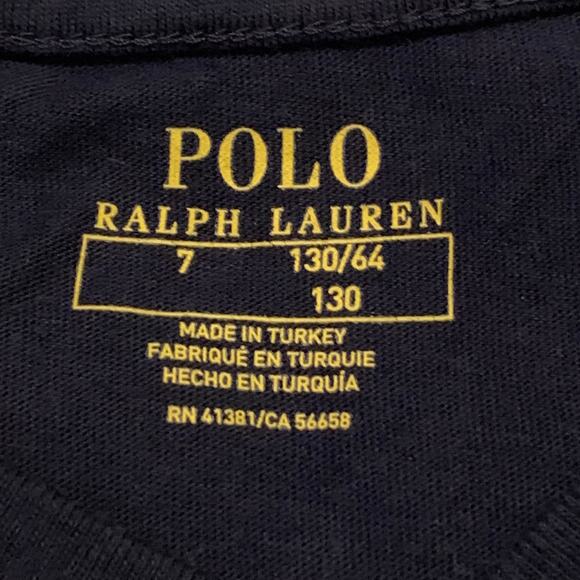 POLO
RALPH LAUREN
7 130/64
130
MADE IN TURKEY
FABRIQUÉ EN TURQUIE
HECHO EN TURQUÍA
RN 41381/CA 56658